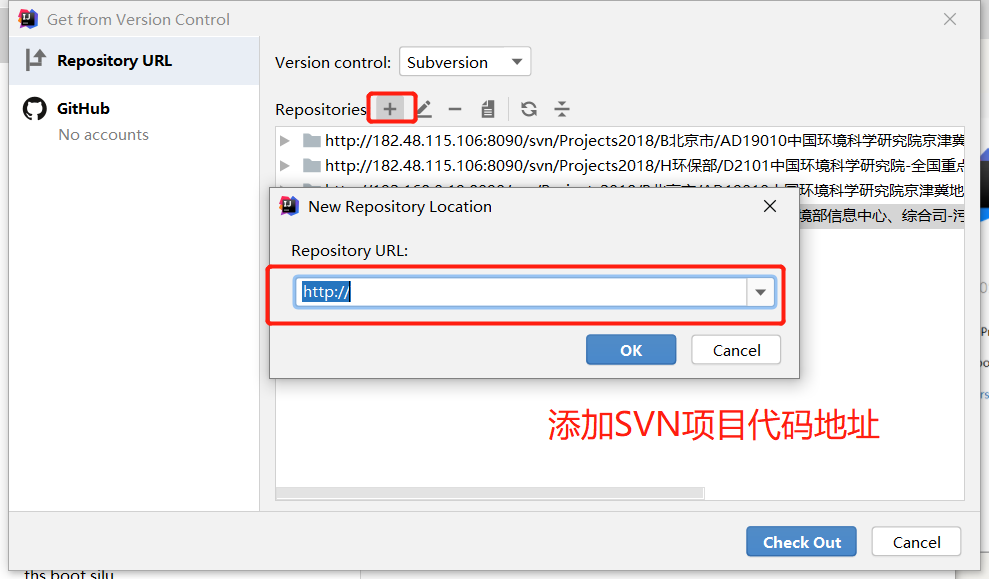 Get from Version Control
Repository URL
GitHub
No accounts
Version control: Subversion
Repositories
http://182.48.115.106:8090/svn/Projects2018/B北京市/AD19010中国环境科学研究院京津冀
http://182.48.115.106:8090/svn/Projects2018/H环保部/D2101中国环境科学研究院-全国重点
中国环境科学研究院京津冀地
境部信息中心、综合司-污
New Repository Location
Repository URL:
http://
OK Cancel
添加SVN项目代码地址
Check Out Cancel
ths boot silu